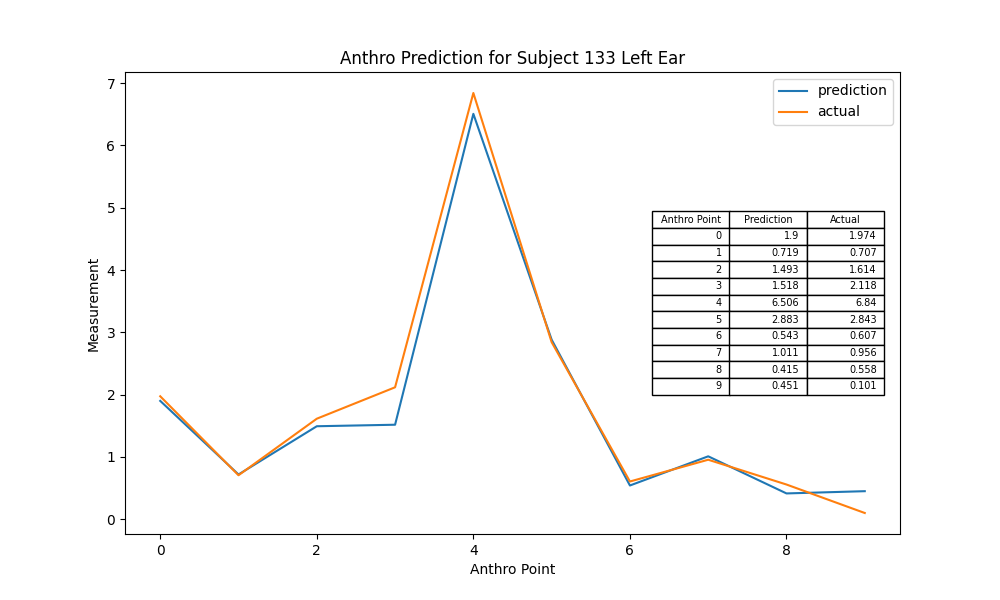 Anthro Prediction for Subject 133 Left Ear
7
6
5
4
3
2
1
0
Measurement
prediction
actual
Anthro Point Prediction Actual
0 1.9 1.974
1 0.719 0.707
2 1.493 1.614
3 1.518 2.118
4 6.506 6.84
5 2.883 2.843
6 0.543 0.607
7 1.011 0.956
8 0.415 0.558
9 0.451 0.101
0 2 4 6 8
Anthro Point